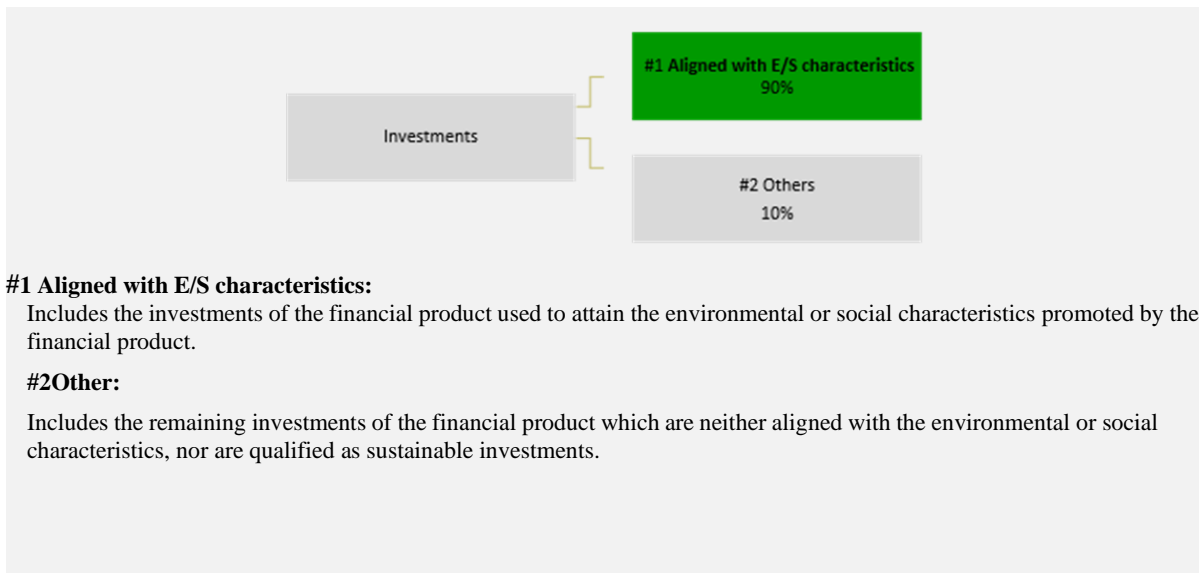 #1 Aligned with E/S characteristics
90%
Investments
#2 Others
10%
#1 Aligned with E/S characteristics:
Includes the investments of the financial product used to attain the environmental or social characteristics promoted by the
financial product.
#2Other:
Includes the remaining investments of the financial product which are neither aligned with the environmental or social
characteristics, nor are qualified as sustainable investments.